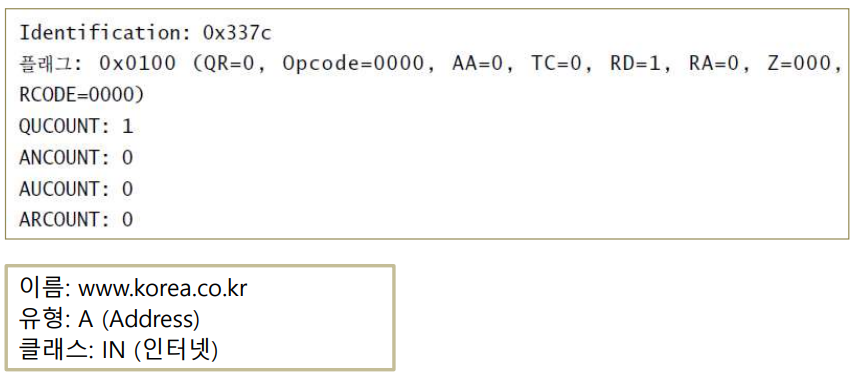 Identification: 0x337c
플래그: 0x0100 (QR=0, Opcode=0000, AA=0, TC=0, RD=1, RA=0, Z=000,
RCODE=0000)
QUCOUNT: 1
ANCOUNT: 0
AUCOUNT: 0
ARCOUNT: 0
이름: www.korea.co.kr
유형: A (Address)
클래스: IN (인터넷)